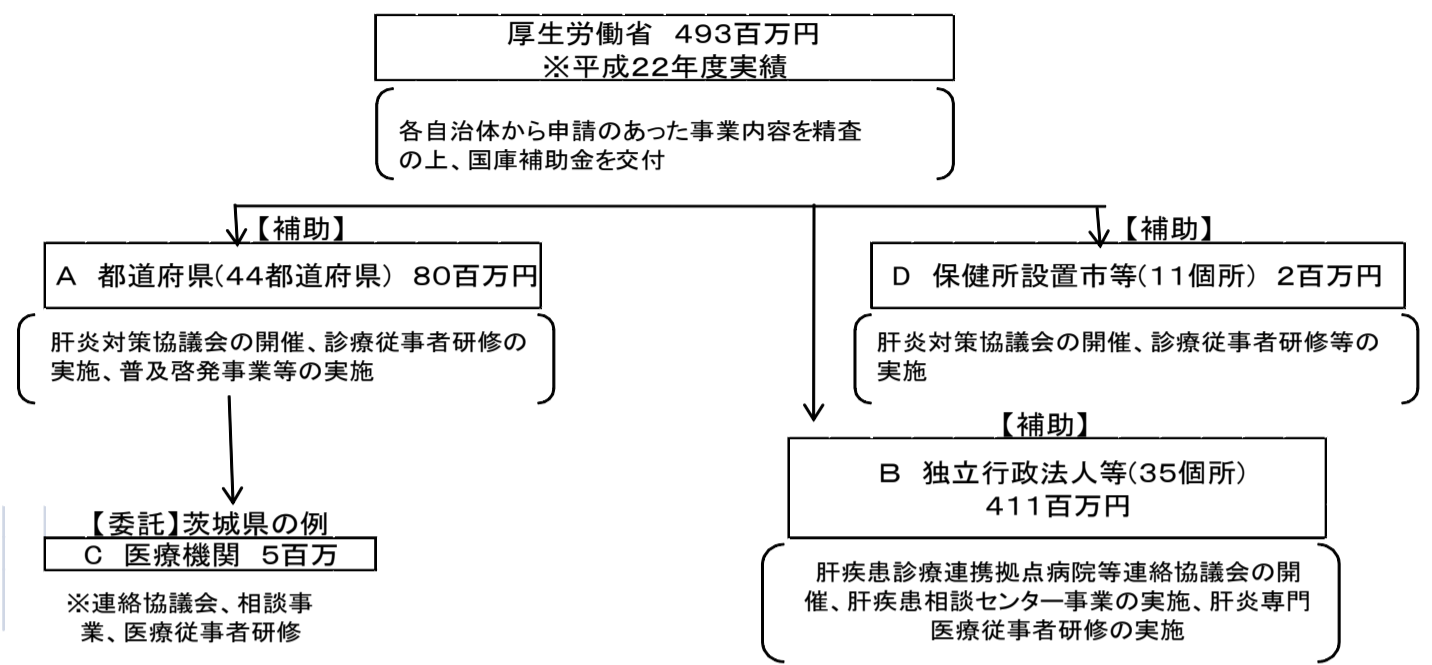 厚生労働省　493百万円
※平成22年度実績
各自治体から申請のあった事業内容を精査
の上、国庫補助金を交付
【補助】
A　都道府県(44都道府県)　80百万円
肝炎対策協議会の開催、診療従事者研修の
実施、普及啓発事業等の実施
【補助】
D　保健所設置市等(11個所)　2百万円
肝炎対策協議会の開催、診療従事者研修等の
実施
【委託】茨城県の例
C　医療機関　5百万
※連絡協議会、相談事
業、医療従事者研修
【補助】
B　独立行政法人等(35個所)
411百万円
肝疾患診療連携拠点病院等連絡協議会の開
催、肝疾患相談センター事業の実施、肝炎専門
医療従事者研修の実施